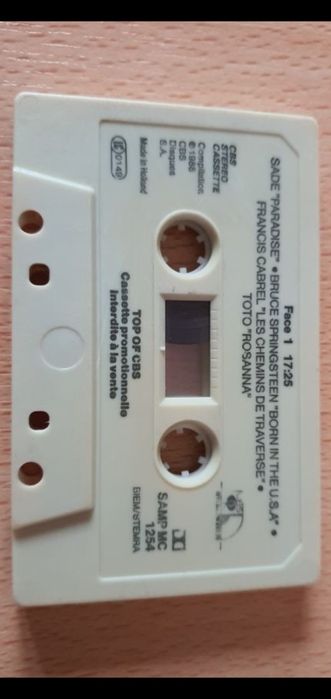 Face 1 17:25
SADE "PARADISE" • BRUCE SPRINGSTEEN "BORN IN THE U.S.A" •
FRANCIS CABREL "LES CHEMINS DE TRAVERSE" •
TOTO "ROSANNA"
CBS
STEREO
CASSETTE
Compilation
℗1988
CBS
Disques
S.A.
IC0149
Made in Holland
SAMP MC
1254
BIEM/STEMRA
TOP OF CBS
Cassette promotionnelle
Interdite à la vente